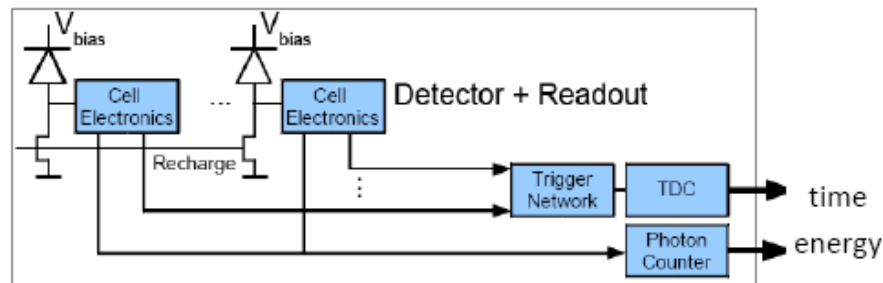 Vbias
Vbias
Cell
Electronics
...
Cell
Electronics
Detector + Readout
Recharge
...
Trigger
Network
TDC
time
Photon
Counter
energy